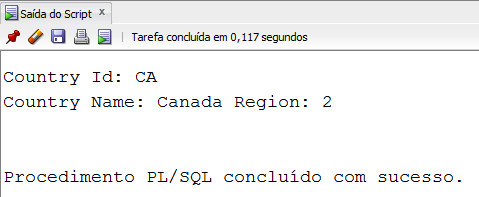 Saída do Script x
Tarefa concluída em 0,117 segundos
Country Id: CA
Country Name: Canada Region: 2
Procedimento PL/SQL concluído com sucesso.